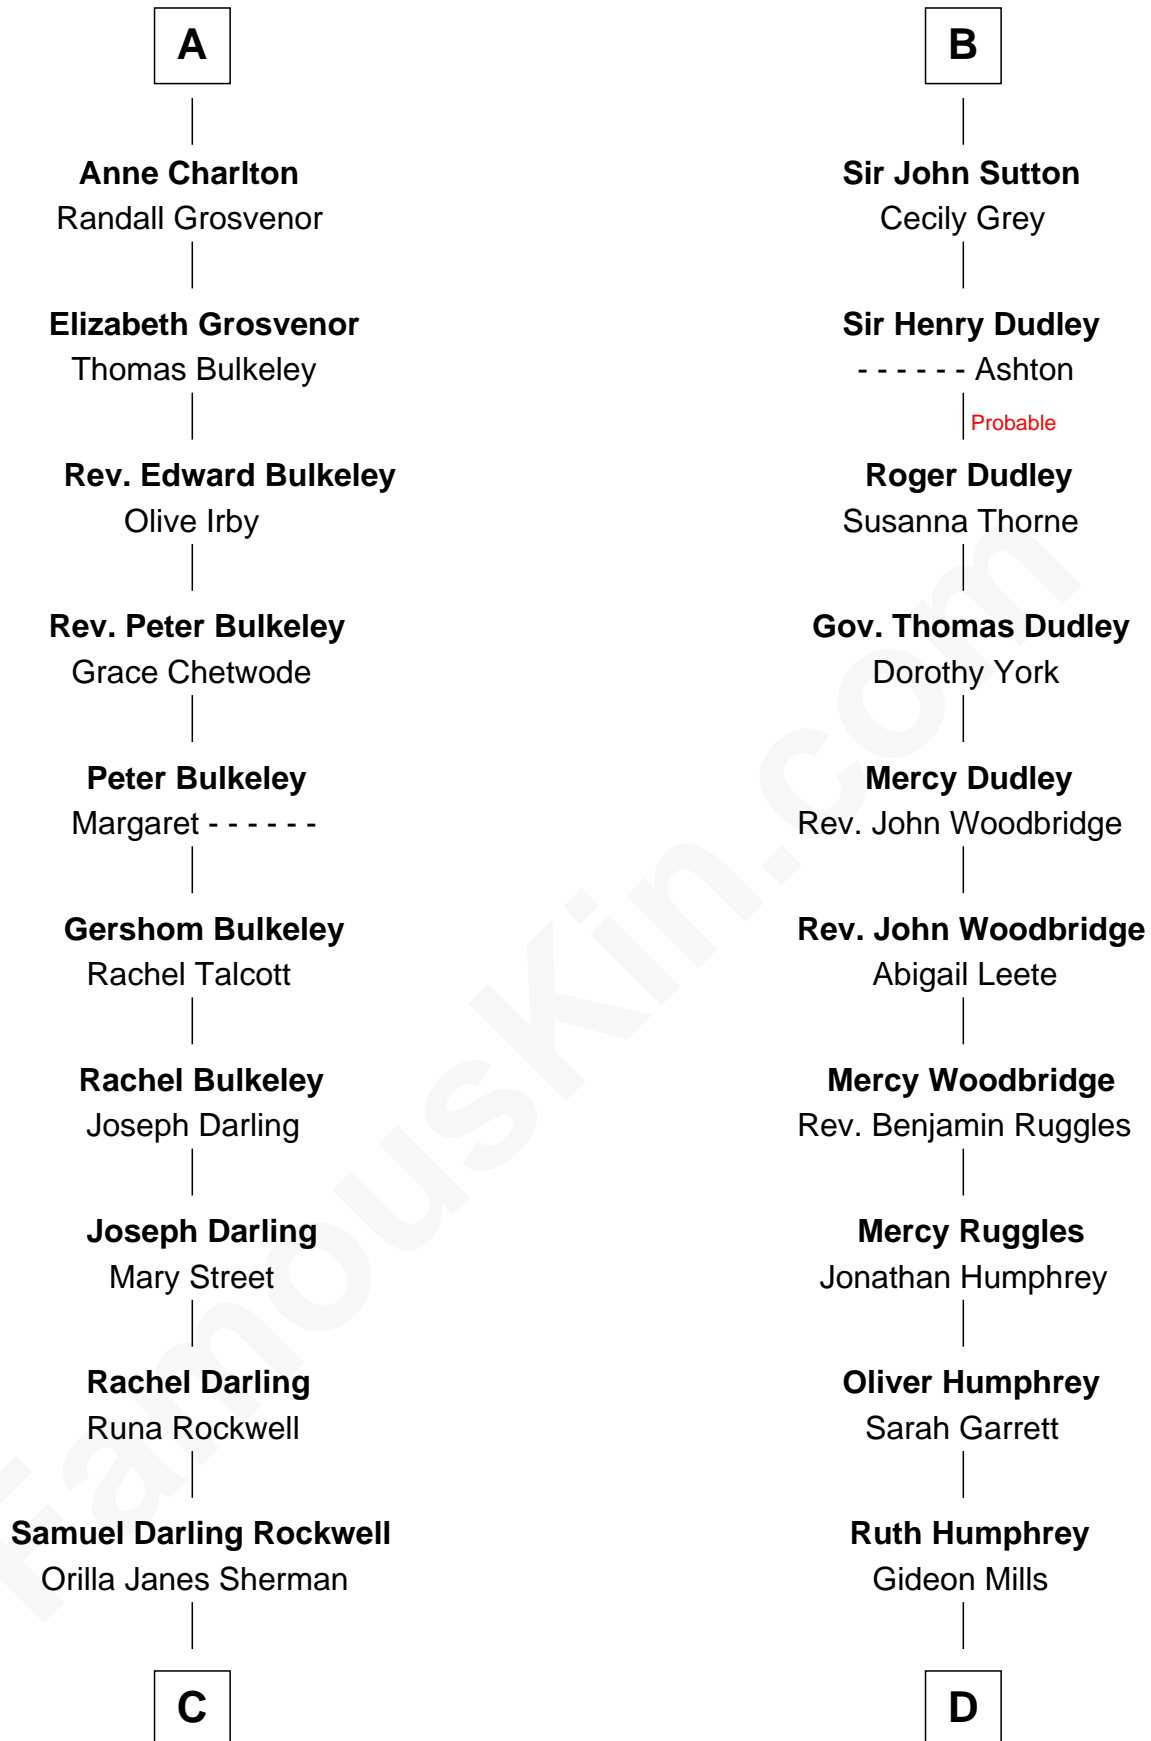 A
Anne Charlton
Randall Grosvenor
Elizabeth Grosvenor
Thomas Bulkeley
Rev. Edward Bulkeley
Olive Irby
Rev. Peter Bulkeley
Grace Chetwode
Peter Bulkeley
Margaret - - - - - -
Gershom Bulkeley
Rachel Talcott
Rachel Bulkeley
Joseph Darling
Joseph Darling
Mary Street
Rachel Darling
Runa Rockwell
Samuel Darling Rockwell
Orilla Janes Sherman
C
B
Sir John Sutton
Cecily Grey
Sir Henry Dudley
- - - - - - Ashton
Probable
Roger Dudley
Susanna Thorne
Gov. Thomas Dudley
Dorothy York
Mercy Dudley
Rev. John Woodbridge
Rev. John Woodbridge
Abigail Leete
Mercy Woodbridge
Rev. Benjamin Ruggles
Mercy Ruggles
Jonathan Humphrey
Oliver Humphrey
Sarah Garrett
Ruth Humphrey
Gideon Mills
D
FamousKin.com